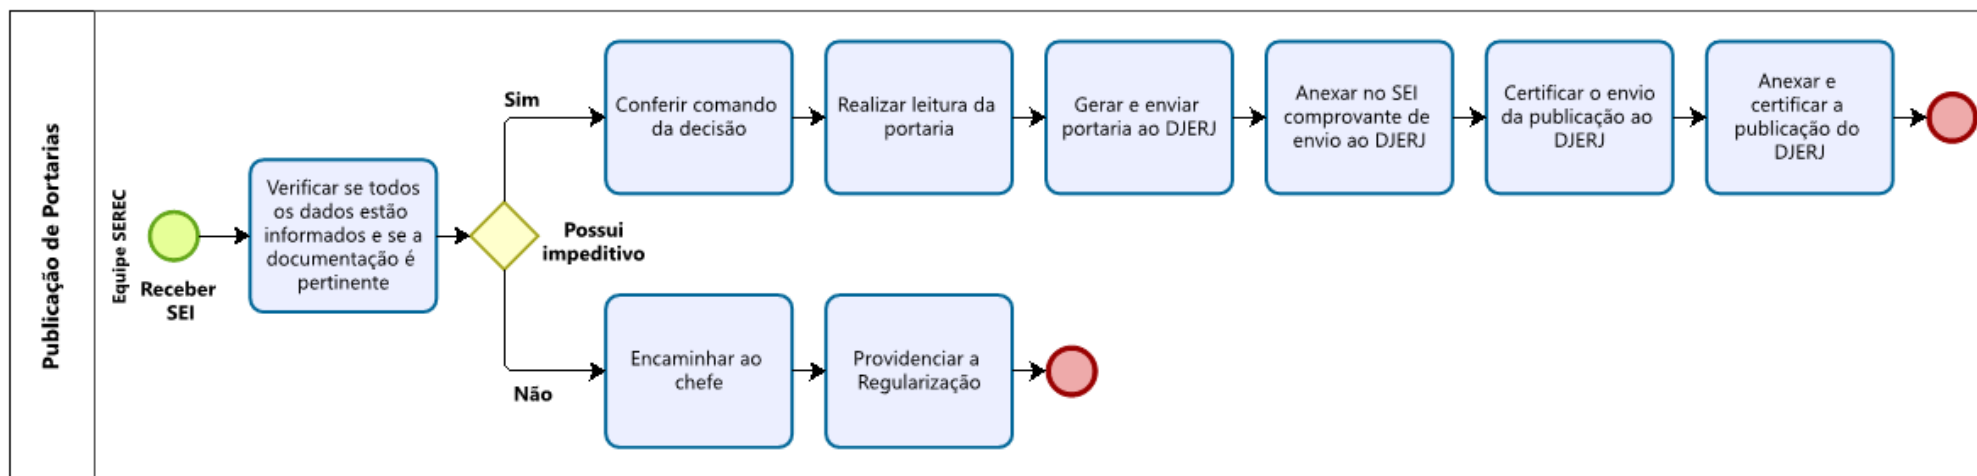 Publicação de Portarias
Equipe SEREC
Receber
SEI
Verificar se todos
os dados estão
informados e se a
documentação é
pertinente
Possui
impeditivo
Sim
Conferir comando
da decisão
Realizar leitura da
portaria
Gerar e enviar
portaria ao DJERJ
Anexar no SEI
comprovante de
envio ao DJERJ
Certificar o envio
da publicação ao
DJERJ
Anexar e
certificar a
publicação do
DJERJ
Não
Encaminhar ao
chefe
Providenciar a
Regularização